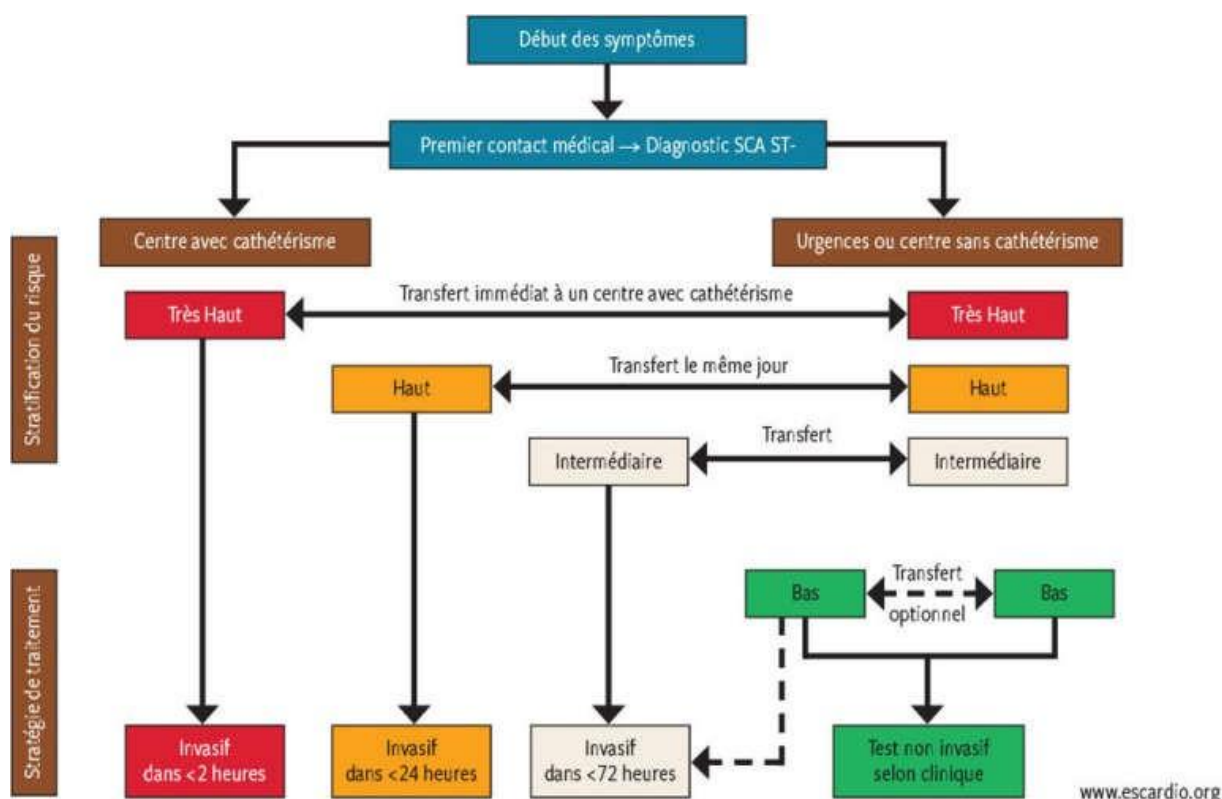 Début des symptômes
Premier contact médical → Diagnostic SCA ST-
Centre avec cathétérisme
Urgences ou centre sans cathétérisme
Stratification du risque
Transfert immédiat à un centre avec cathétérisme
Très Haut
Très Haut
Transfert le même jour
Haut
Haut
Transfert
Intermédiaire
Intermédiaire
Stratégie de traitement
Bas
Transfert
optionnel
Bas
Invasif
dans <2 heures
Invasif
dans <24 heures
Invasif
dans <72 heures
Test non invasif
selon clinique
www.escardio.org